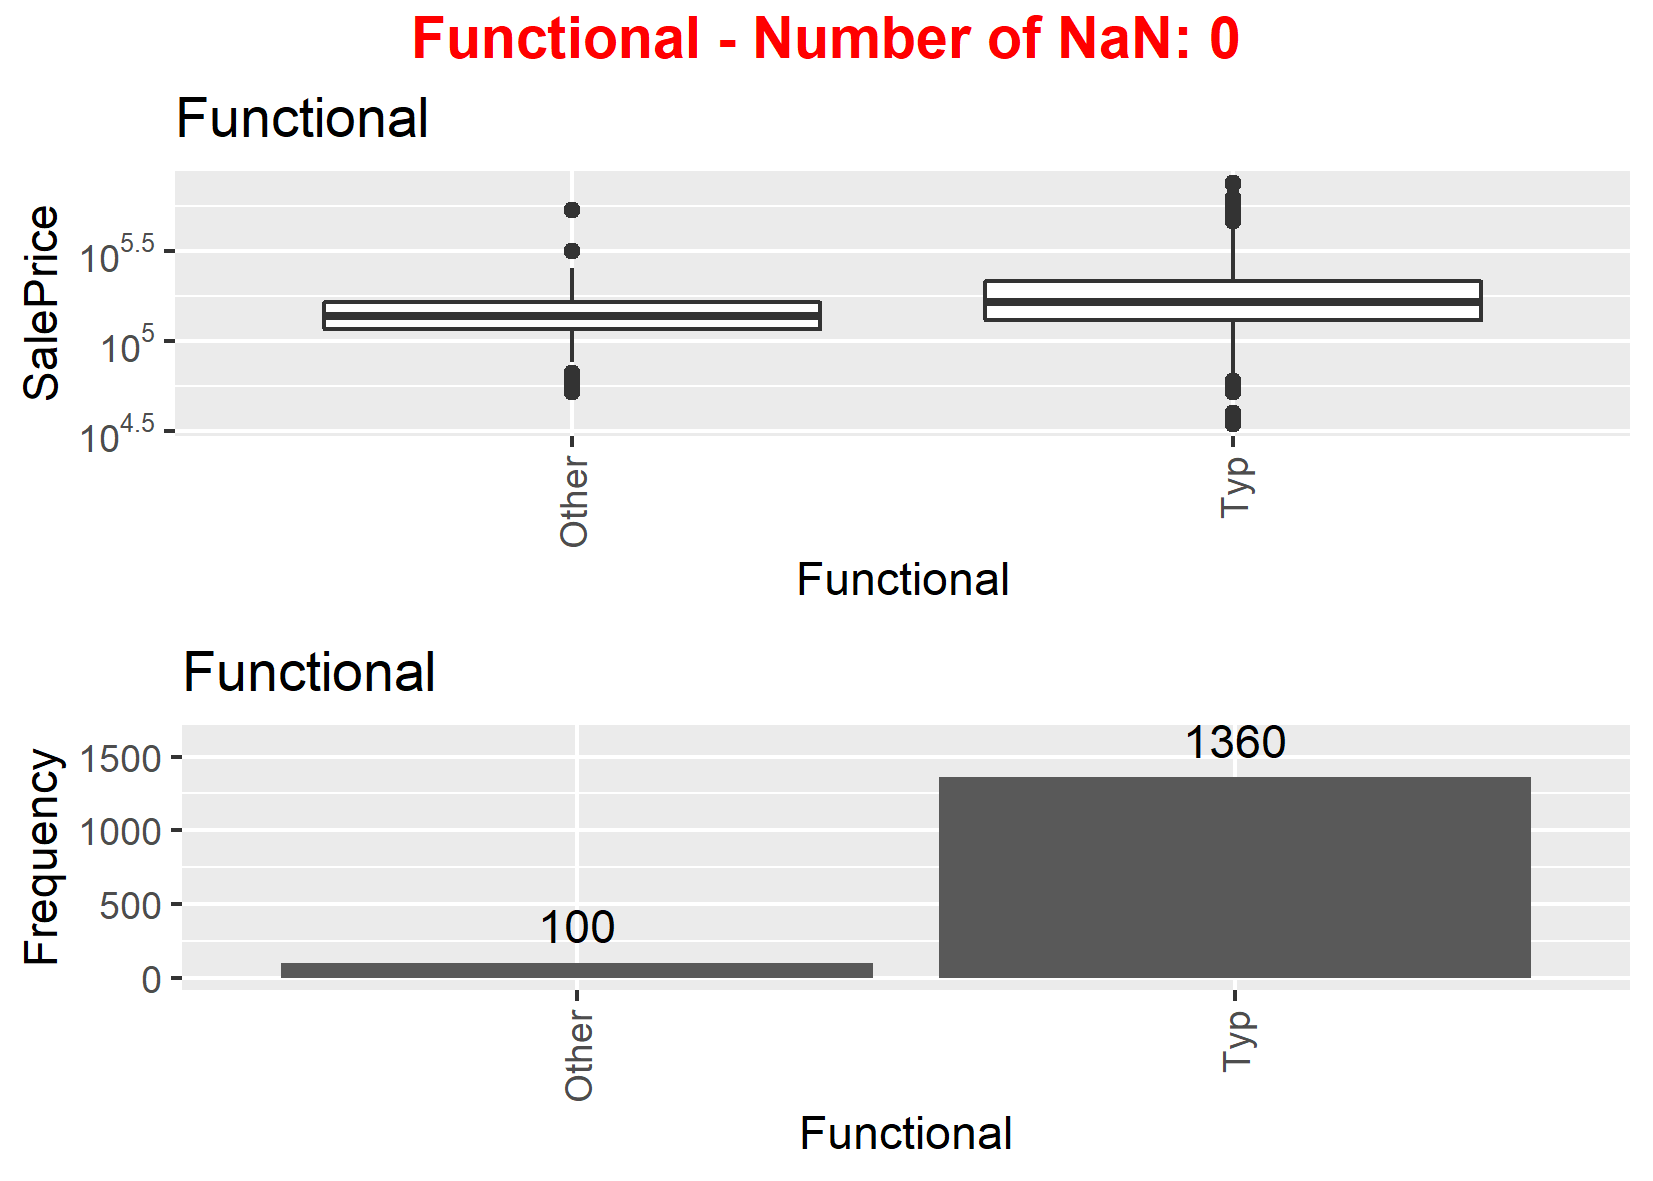 Functional - Number of NaN: 0
Functional
SalePrice
10^5.5
10^5
10^4.5
Other
Typ
Functional
Functional
Frequency
1500
1000
500
0
100
1360
Other
Typ
Functional